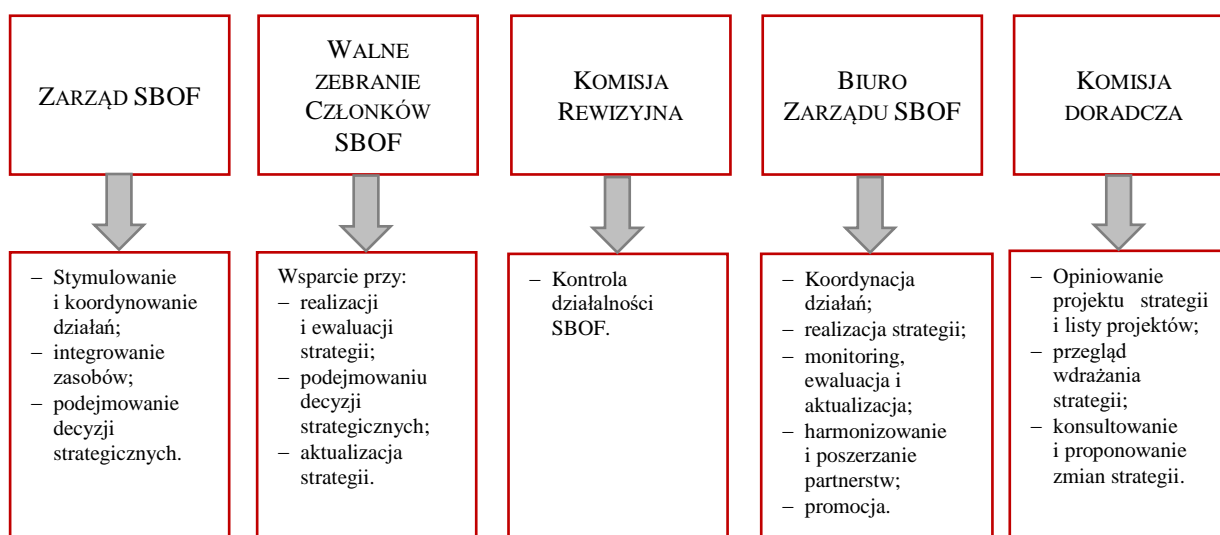 ZARZĄD SBOF
WALNE
ZEBRANIE
CZŁONKÓW
SBOF
KOMISJA
REWIZYJNA
BIURO
ZARZĄDU SBOF
KOMISJA
DORADCZA
– Stymulowanie
i koordynowanie
działań;
– integrowanie
zasobów;
– podejmowanie
decyzji
strategicznych.
Wsparcie przy:
– realizacji
i ewaluacji
strategii;
– podejmowaniu
decyzji
strategicznych;
– aktualizacja
strategii.
– Kontrola
działalności
SBOF.
– Koordynacja
działań;
– realizacja strategii;
– monitoring,
ewaluacja i
aktualizacja;
– harmonizowanie
i poszerzanie
partnerstw;
– promocja.
– Opiniowanie
projektu strategii
i listy projektów;
– przegląd
wdrażania
strategii;
– konsultowanie
i proponowanie
zmian strategii.